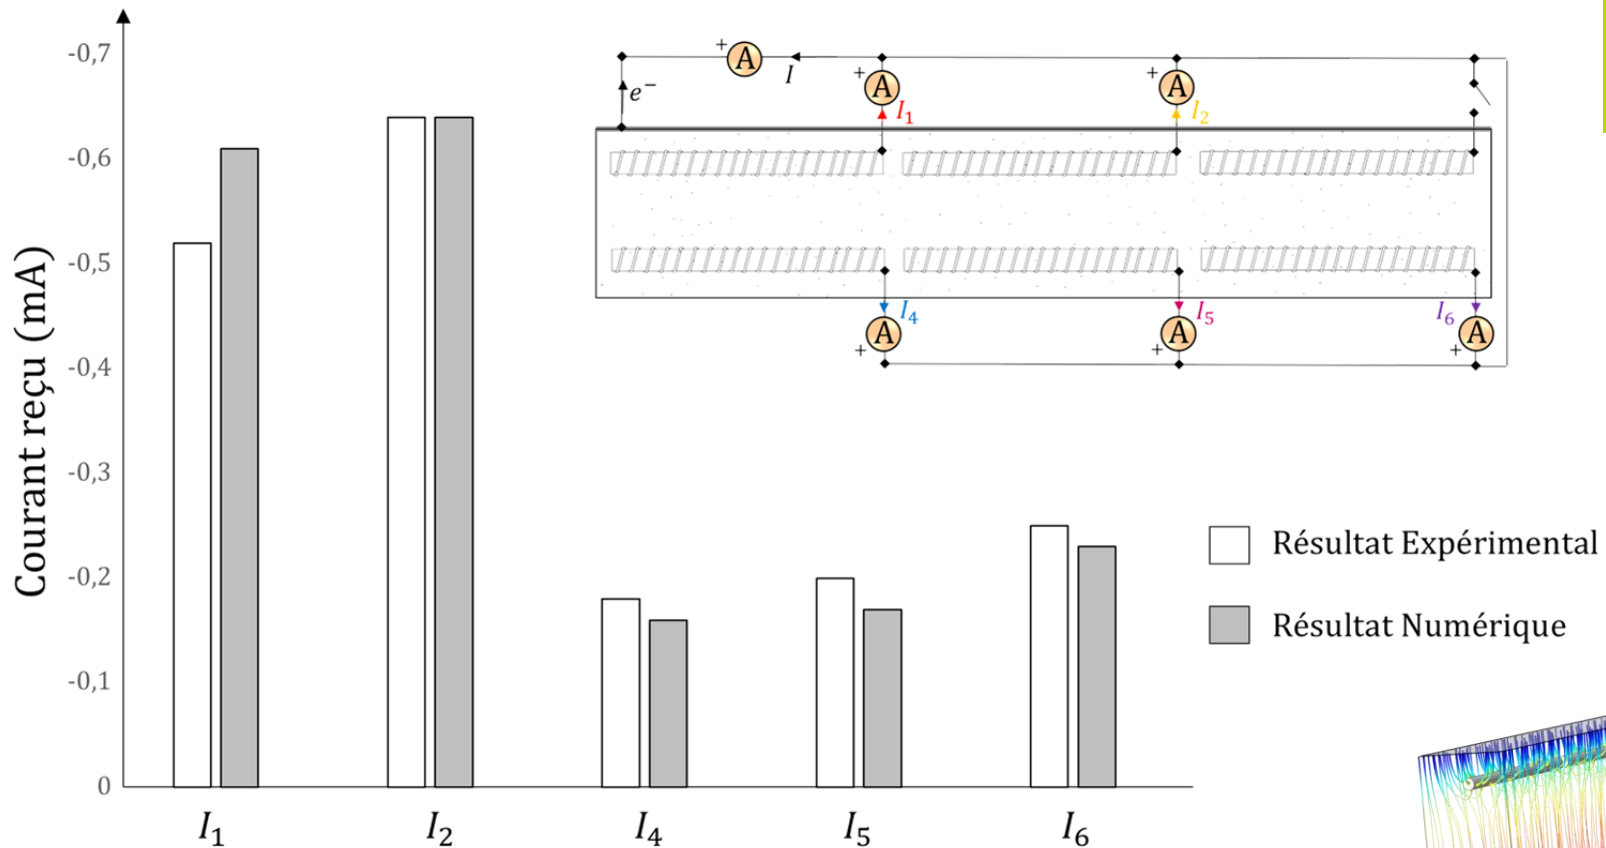 Courant reçu (mA)
-0,7
-0,6
-0,5
-0,4
-0,3
-0,2
-0,1
0
I₁
I₂
I₄
I₅
I₆
+ A
I
e⁻
+ A
I₁
+ A
I₂
I₄
I₅
I₆
A +
A +
A +
Résultat Expérimental
Résultat Numérique